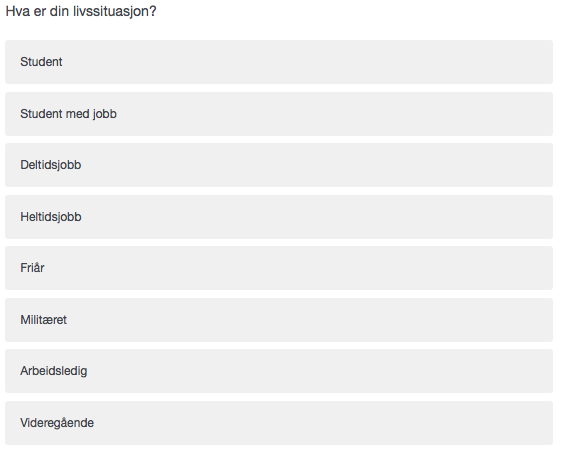 Hva er din livssituasjon?
Student
Student med jobb
Deltidsjobb
Heltidsjobb
Friår
Militæret
Arbeidsledig
Videregående